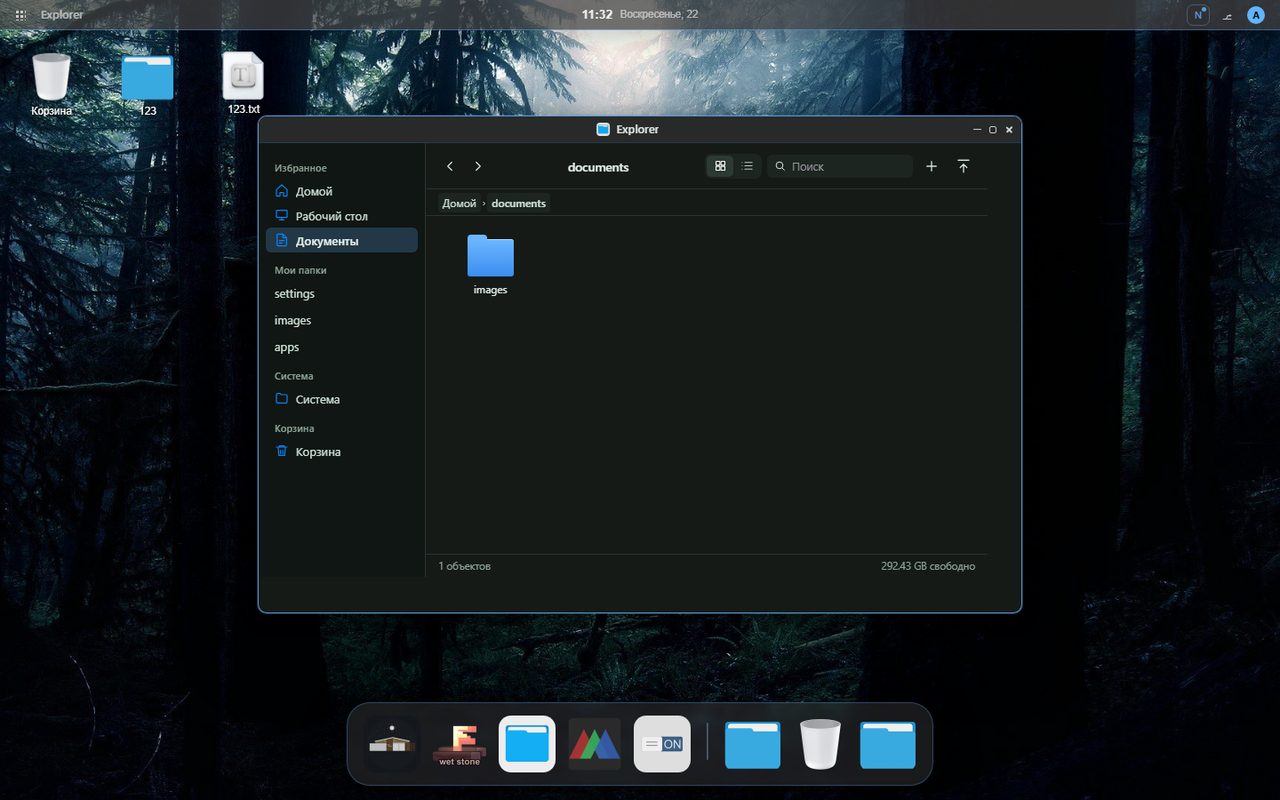 Explorer
11:32 Воскресенье, 22
N
A
Корзина
123
123.txt
Explorer
Избранное
Домой
Рабочий стол
Документы
Мои папки
settings
images
apps
Система
Система
Корзина
Корзина
documents
Поиск
Домой › documents
images
1 объектов
292.43 GB свободно
wet stone
ON